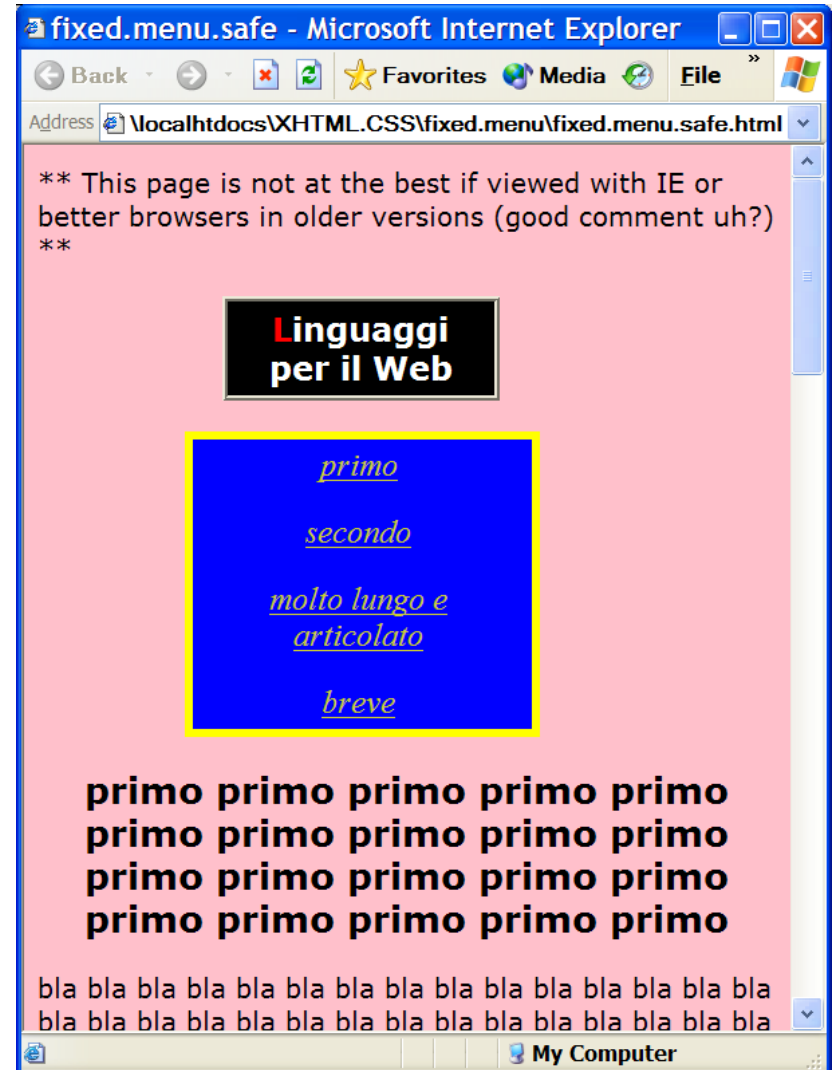 fixed.menu.safe - Microsoft Internet Explorer
Back Favorites Media File »
Address \localhtdocs\XHTML.CSS\fixed.menu\fixed.menu.safe.html
** This page is not at the best if viewed with IE or
better browsers in older versions (good comment uh?)
**
Linguaggi
per il Web
primo
secondo
molto lungo e
articolato
breve
primo primo primo primo primo
primo primo primo primo primo
primo primo primo primo primo
primo primo primo primo primo
bla bla bla bla bla bla bla bla bla bla bla bla bla bla bla
bla bla bla bla bla bla bla bla bla bla bla bla bla bla bla
My Computer